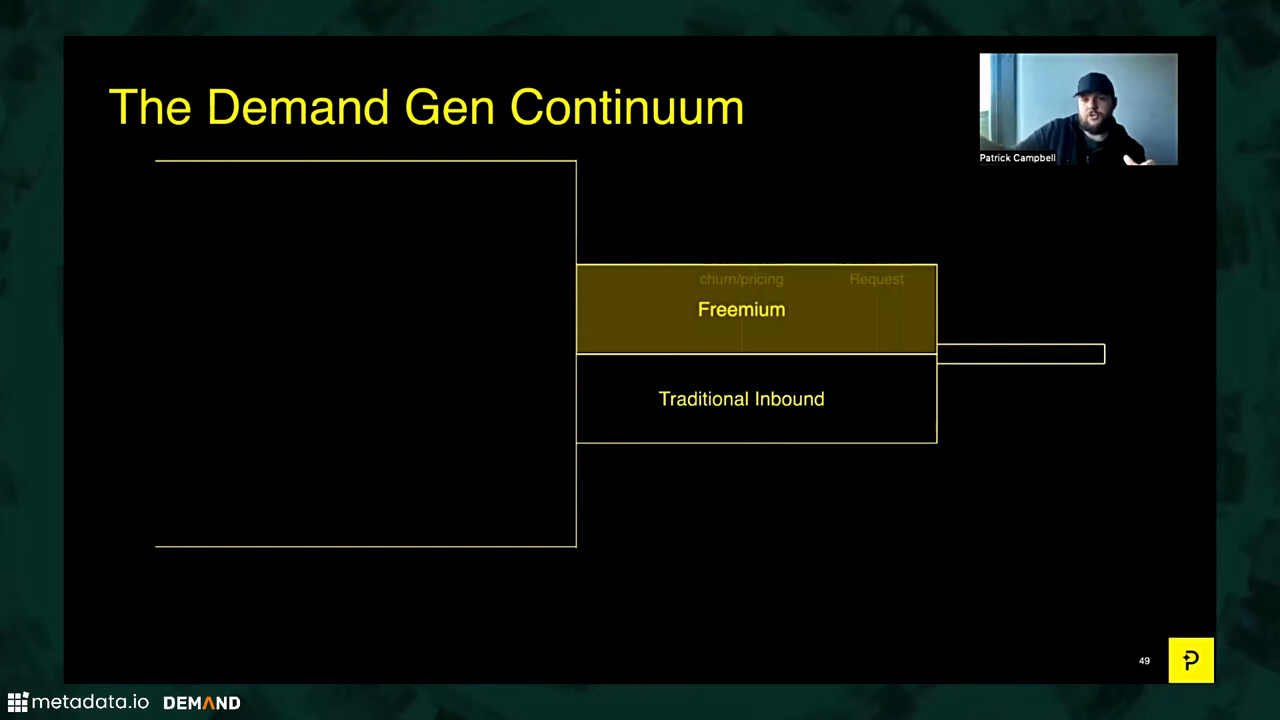 The Demand Gen Continuum
Patrick Campbell
churn/pricing
Request
Freemium
Traditional Inbound
49
P
metadata.io DEMAND